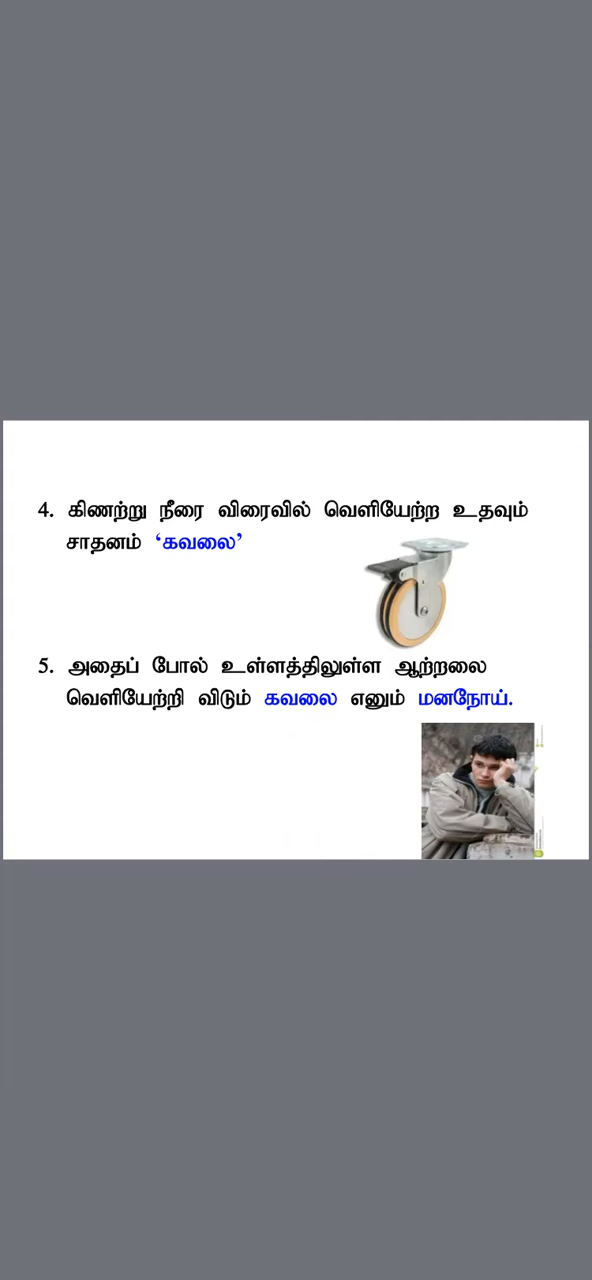 4. கிணற்று நீரை விரைவில் வெளியேற்ற உதவும்
சாதனம் ‘கவலை’
5. அதைப் போல் உள்ளத்திலுள்ள ஆற்றலை
வெளியேற்றி விடும் கவலை எனும் மனநோய்.